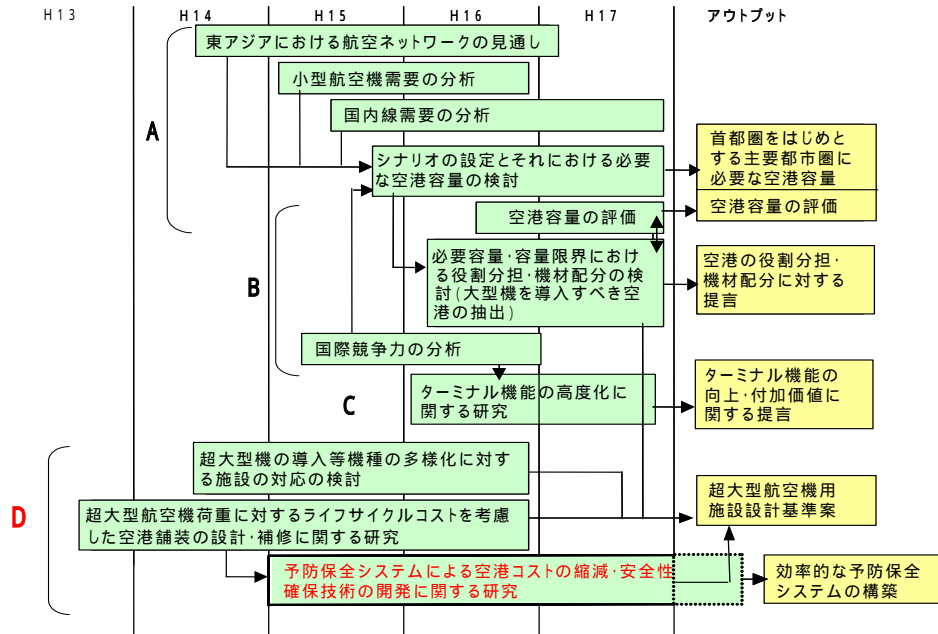 H13
H14
H15
H16
H17
アウトプット
東アジアにおける航空ネットワークの見通し
小型航空機需要の分析
国内線需要の分析
A
シナリオの設定とそれにおける必要
な空港容量の検討
首都圏をはじめと
する主要都市圏に
必要な空港容量
空港容量の評価
空港容量の評価
B
必要容量・容量限界におけ
る役割分担・機材配分の検
討(大型機を導入すべき空
港の抽出)
空港の役割分担・
機材配分に対する
提言
国際競争力の分析
C
ターミナル機能の高度化に
関する研究
ターミナル機能の
向上・付加価値に
関する提言
D
超大型機の導入等機種の多様化に対す
る施設の対応の検討
超大型航空機荷重に対するライフサイクルコストを考慮
した空港舗装の設計・補修に関する研究
超大型航空機用
施設設計基準案
予防保全システムによる空港コストの縮減・安全性
確保技術の開発に関する研究
効率的な予防保全
システムの構築